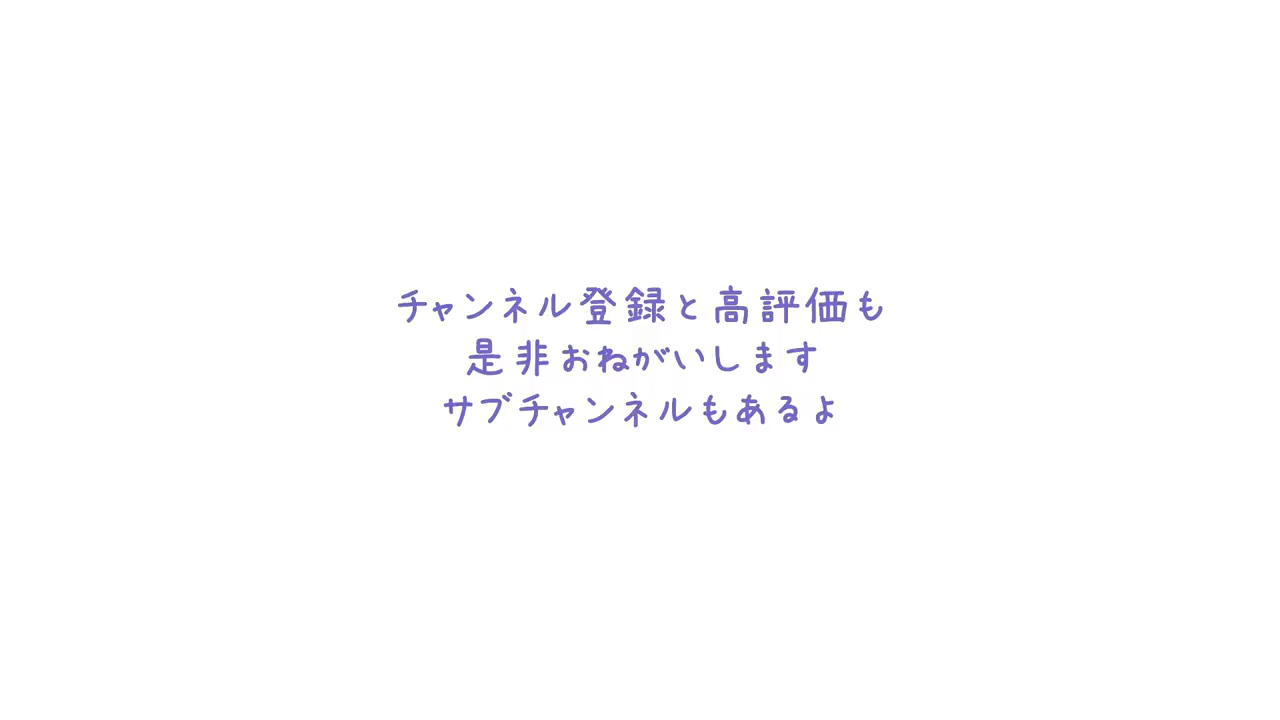 チャンネル登録と高評価も
是非おねがいします
サブチャンネルもあるよ